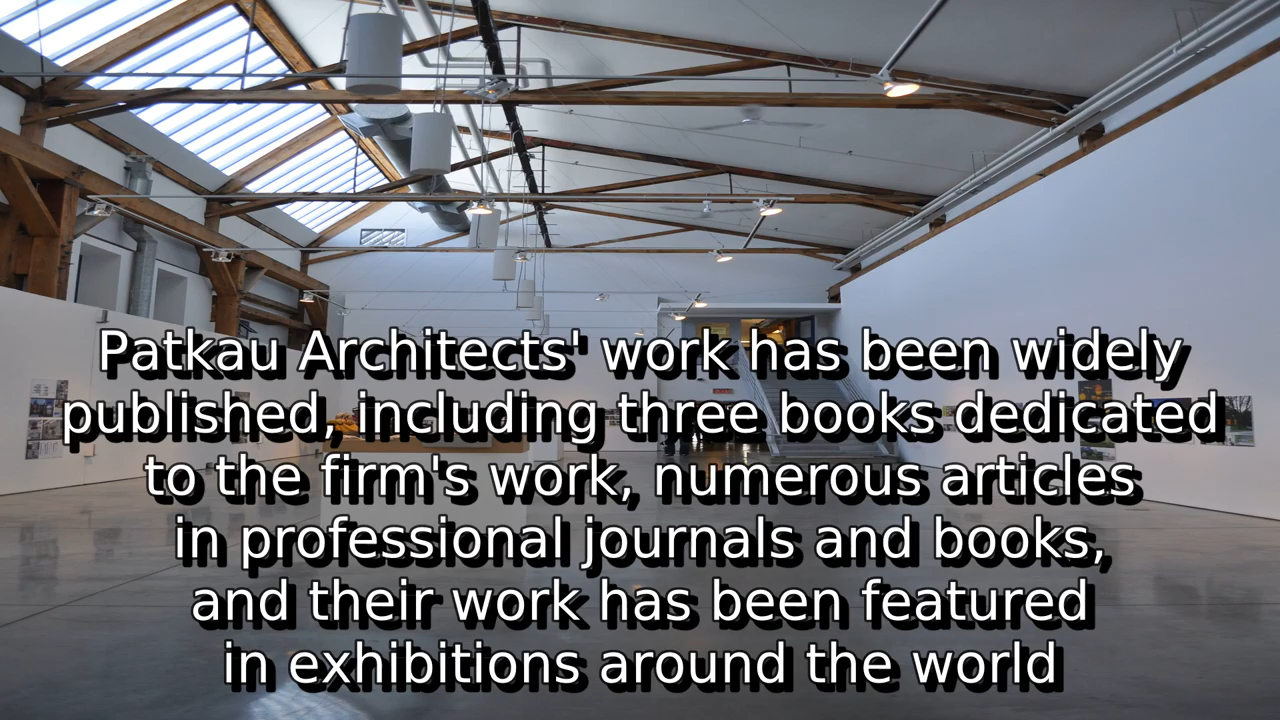 Patkau Architects' work has been widely
published, including three books dedicated
to the firm's work, numerous articles
in professional journals and books,
and their work has been featured
in exhibitions around the world